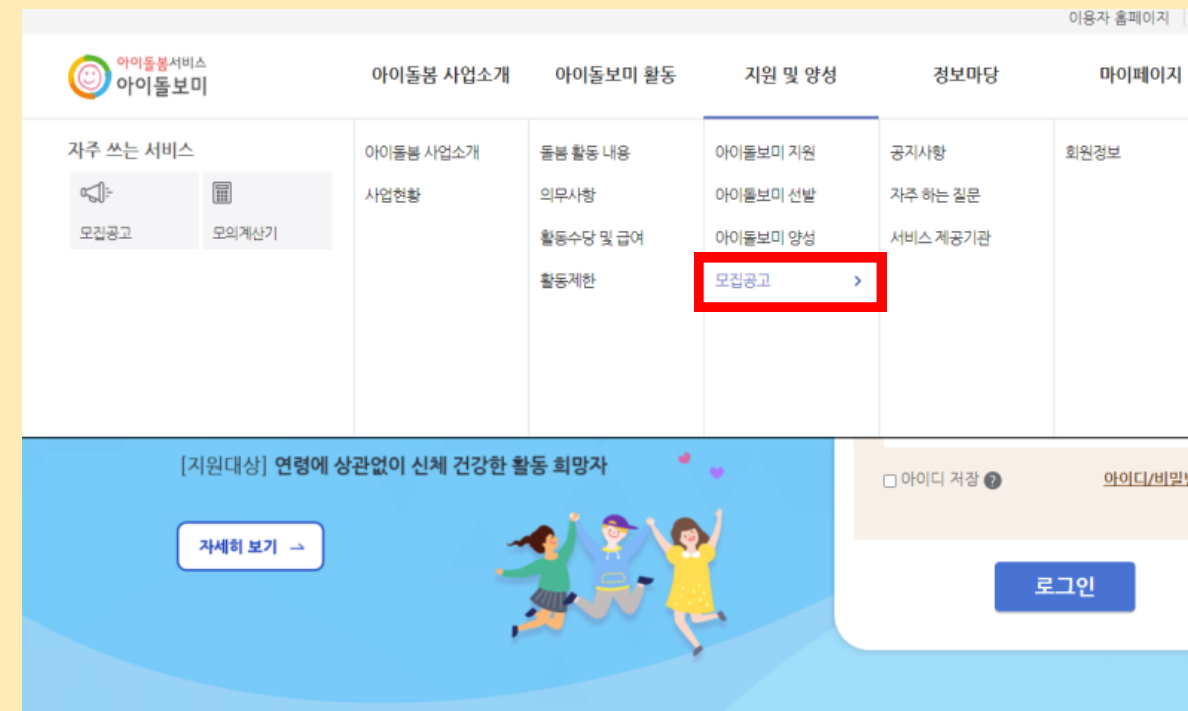 이용자 홈페이지
아이돌봄서비스
아이돌보미
아이돌봄 사업소개
아이돌보미 활동
지원 및 양성
정보마당
마이페이지
자주 쓰는 서비스
모집공고
모의계산기
아이돌봄 사업소개
사업현황
돌봄 활동 내용
의무사항
활동수당 및 급여
활동제한
아이돌보미 지원
아이돌보미 선발
아이돌보미 양성
모집공고
공지사항
자주 하는 질문
서비스 제공기관
회원정보
[지원대상] 연령에 상관없이 신체 건강한 활동 희망자
자세히 보기
아이디 저장 ?
아이디/비밀
로그인